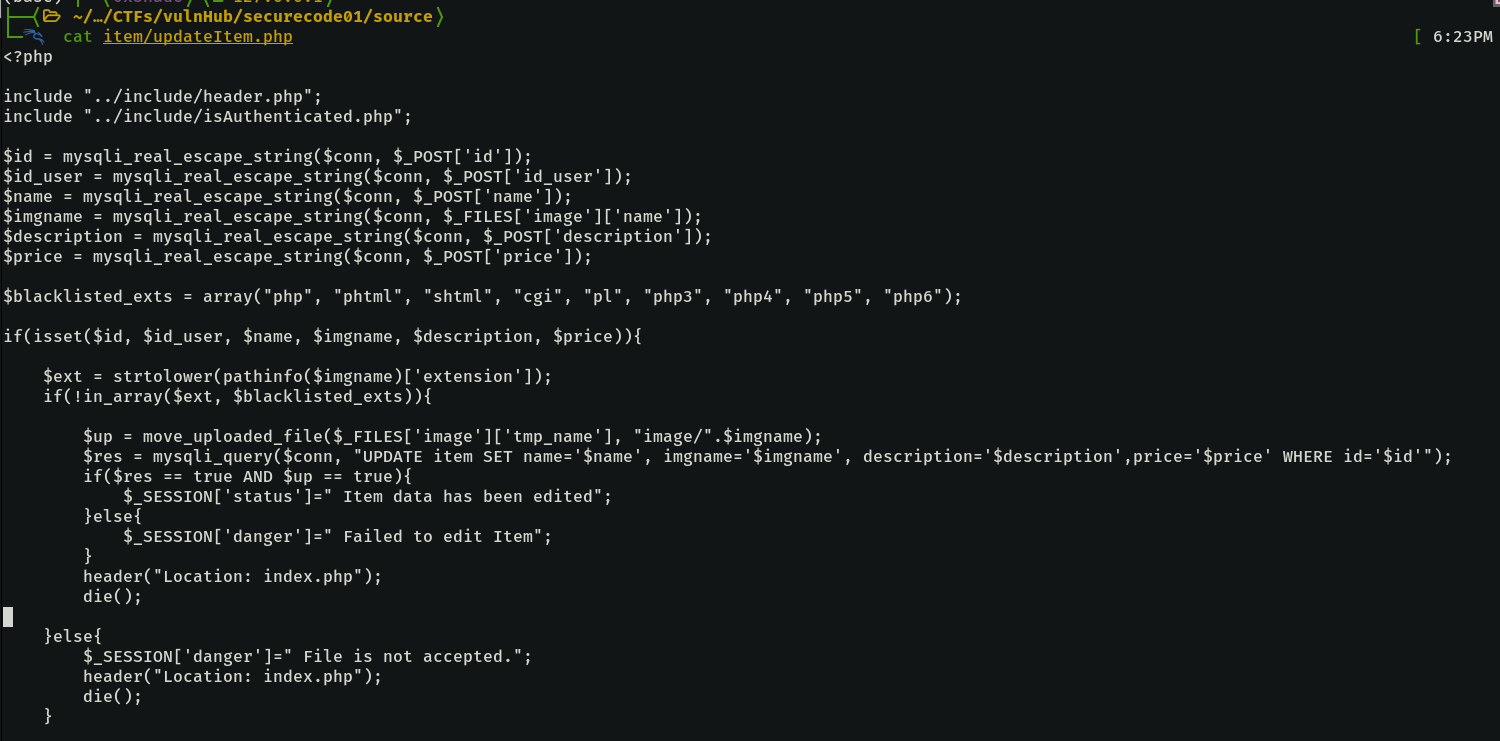 ~/…/CTFs/vulnHub/securecode01/source
cat item/updateItem.php [ 6:23PM
<?php
include "../include/header.php";
include "../include/isAuthenticated.php";
$id = mysqli_real_escape_string($conn, $_POST['id']);
$id_user = mysqli_real_escape_string($conn, $_POST['id_user']);
$name = mysqli_real_escape_string($conn, $_POST['name']);
$imgname = mysqli_real_escape_string($conn, $_FILES['image']['name']);
$description = mysqli_real_escape_string($conn, $_POST['description']);
$price = mysqli_real_escape_string($conn, $_POST['price']);
$blacklisted_exts = array("php", "phtml", "shtml", "cgi", "pl", "php3", "php4", "php5", "php6");
if(isset($id, $id_user, $name, $imgname, $description, $price)){
    $ext = strtolower(pathinfo($imgname)['extension']);
    if(!in_array($ext, $blacklisted_exts)){
        $up = move_uploaded_file($_FILES['image']['tmp_name'], "image/".$imgname);
        $res = mysqli_query($conn, "UPDATE item SET name='$name', imgname='$imgname', description='$description',price='$price' WHERE id='$id'");
        if($res == true AND $up == true){
            $_SESSION['status']=" Item data has been edited";
        }else{
            $_SESSION['danger']=" Failed to edit Item";
        }
        header("Location: index.php");
        die();
    }else{
        $_SESSION['danger']=" File is not accepted.";
        header("Location: index.php");
        die();
    }